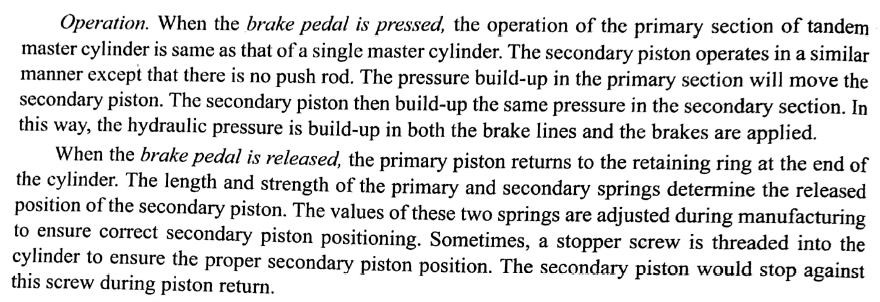 Operation. When the brake pedal is pressed, the operation of the primary section of tandem
master cylinder is same as that of a single master cylinder. The secondary piston operates in a similar
manner except that there is no push rod. The pressure build-up in the primary section will move the
secondary piston. The secondary piston then build-up the same pressure in the secondary section. In
this way, the hydraulic pressure is build-up in both the brake lines and the brakes are applied.
When the brake pedal is released, the primary piston returns to the retaining ring at the end of
the cylinder. The length and strength of the primary and secondary springs determine the released
position of the secondary piston. The values of these two springs are adjusted during manufacturing
to ensure correct secondary piston positioning. Sometimes, a stopper screw is threaded into the
cylinder to ensure the proper secondary piston position. The secondary piston would stop against
this screw during piston return.